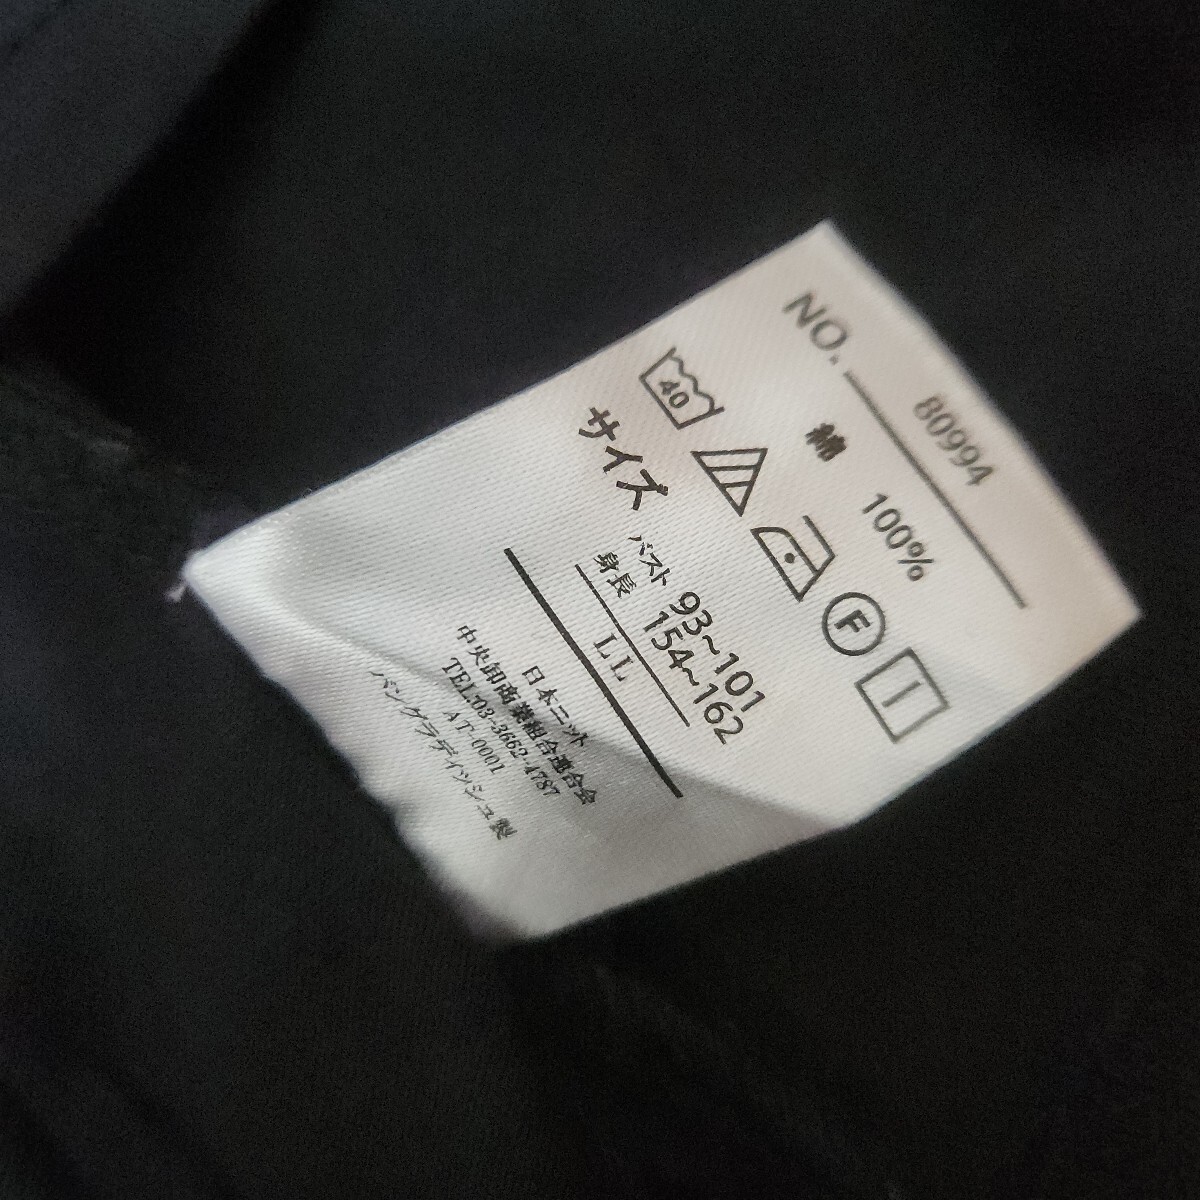 NO. 80994
綿 100%
40
F
サイズ
バスト 93~101
身長 154~162
LL
日本ニット
中央卸商業組合連合会
TEL03-3662-4787
AT-0001
バングラディッシュ製